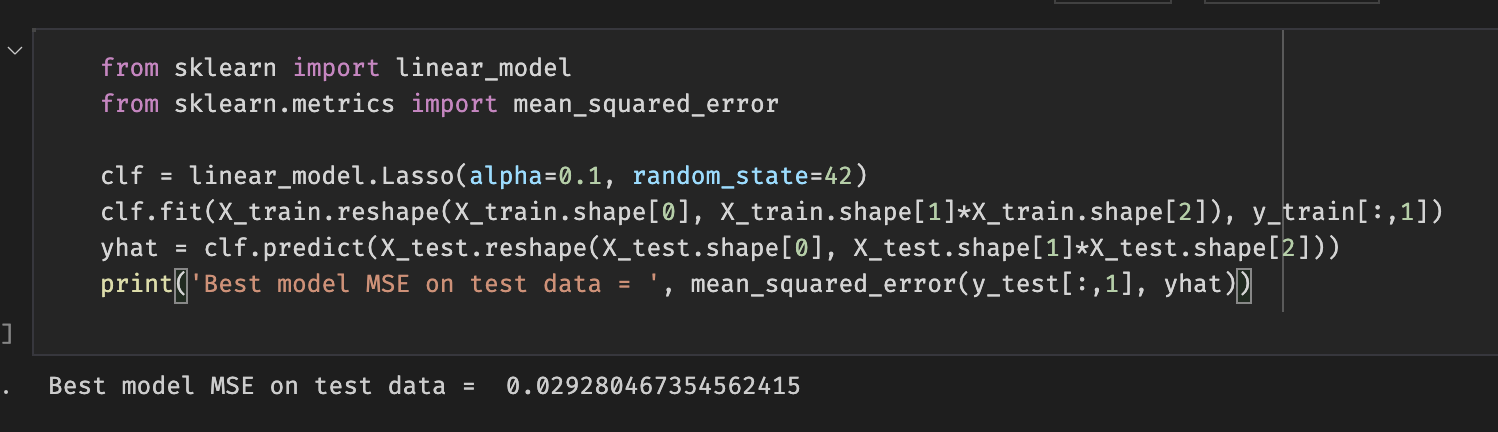 from sklearn import linear_model
from sklearn.metrics import mean_squared_error
clf = linear_model.Lasso(alpha=0.1, random_state=42)
clf.fit(X_train.reshape(X_train.shape[0], X_train.shape[1]*X_train.shape[2]), y_train[:,1])
yhat = clf.predict(X_test.reshape(X_test.shape[0], X_test.shape[1]*X_test.shape[2]))
print('Best model MSE on test data = ', mean_squared_error(y_test[:,1], yhat))
]
. Best model MSE on test data =  0.029280467354562415